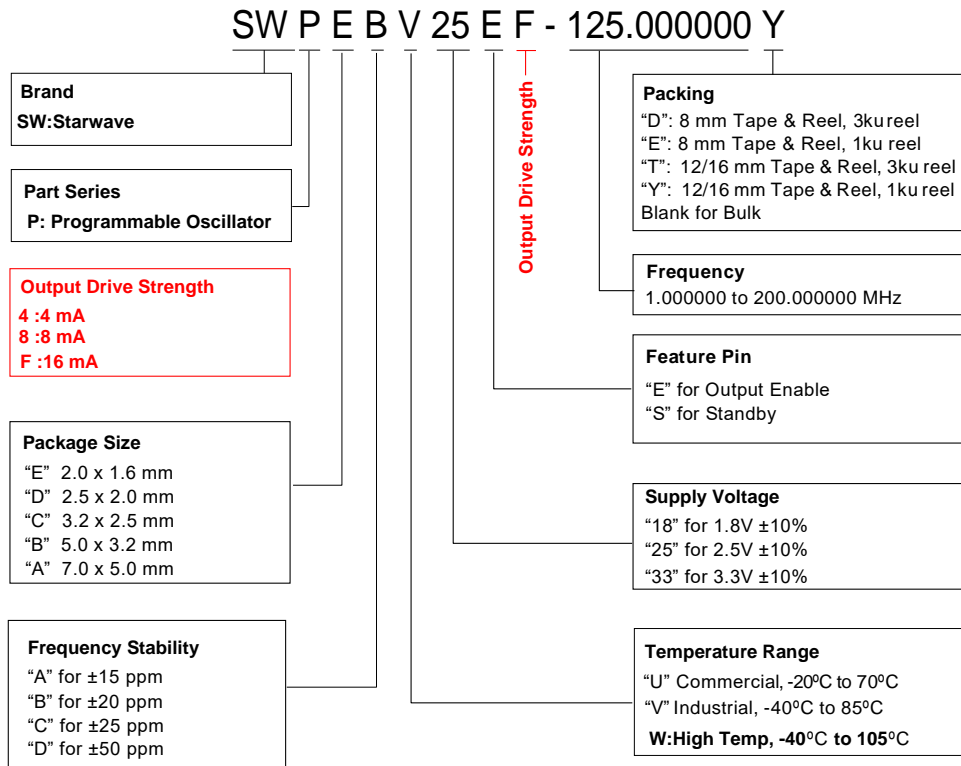 SW P E B V 25 E F - 125.000000 Y
Brand
SW:Starwave
Part Series
P: Programmable Oscillator
Output Drive Strength
4 :4 mA
8 :8 mA
F :16 mA
Package Size
“E” 2.0 x 1.6 mm
“D” 2.5 x 2.0 mm
“C” 3.2 x 2.5 mm
“B” 5.0 x 3.2 mm
“A” 7.0 x 5.0 mm
Frequency Stability
“A” for ±15 ppm
“B” for ±20 ppm
“C” for ±25 ppm
“D” for ±50 ppm
Output Drive Strength
Packing
“D”: 8 mm Tape & Reel, 3ku reel
“E”: 8 mm Tape & Reel, 1ku reel
“T”: 12/16 mm Tape & Reel, 3ku reel
“Y”: 12/16 mm Tape & Reel, 1ku reel
Blank for Bulk
Frequency
1.000000 to 200.000000 MHz
Feature Pin
“E” for Output Enable
“S” for Standby
Supply Voltage
“18” for 1.8V ±10%
“25” for 2.5V ±10%
“33” for 3.3V ±10%
Temperature Range
“U” Commercial, -20ºC to 70ºC
“V” Industrial, -40ºC to 85ºC
W:High Temp, -40ºC to 105ºC